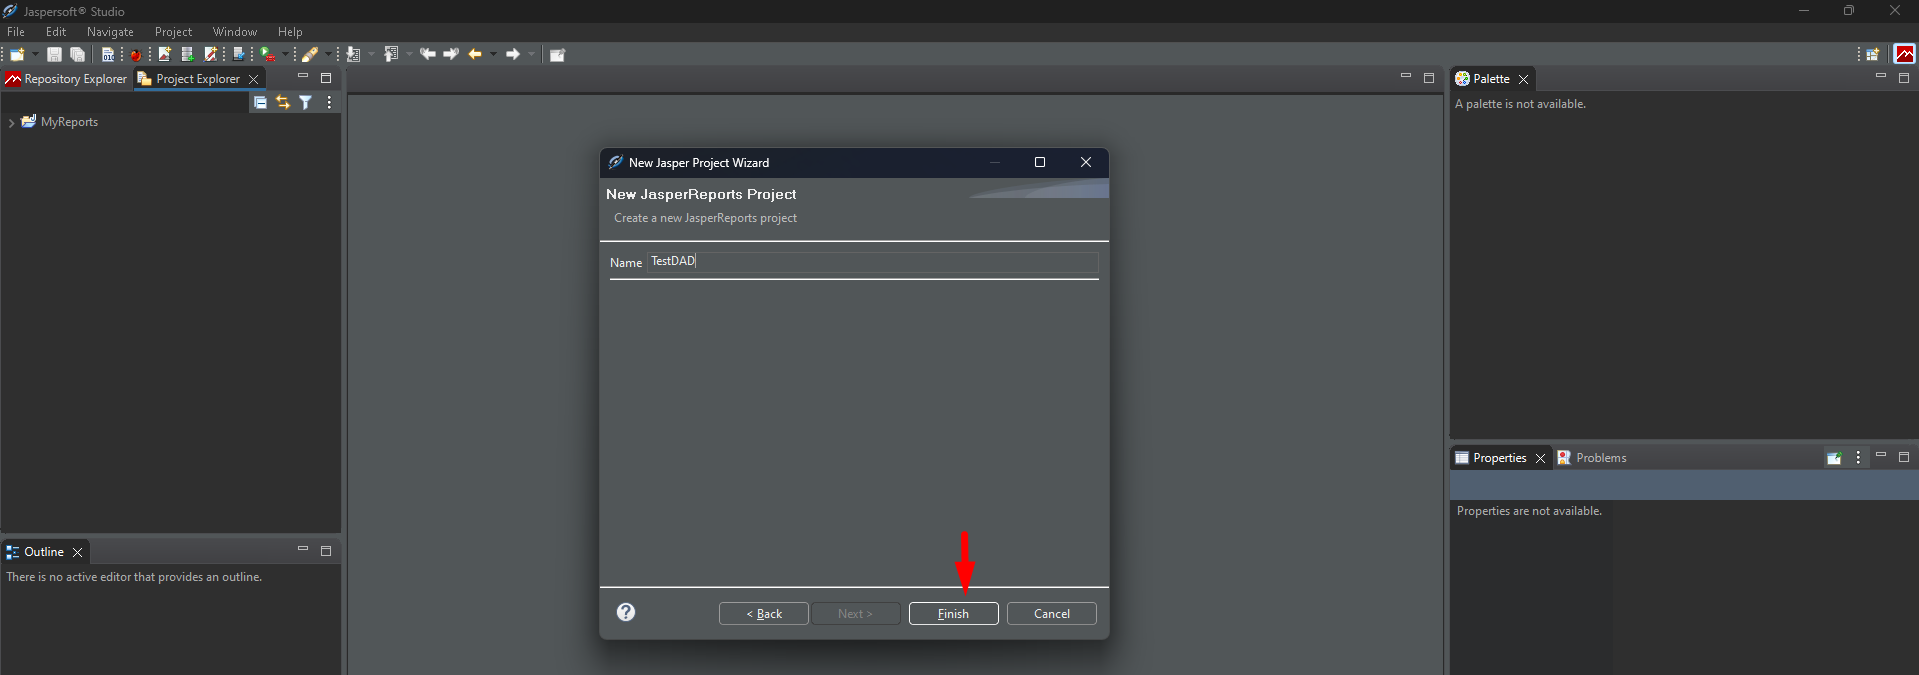 Jaspersoft® Studio
File Edit Navigate Project Window Help
Repository Explorer Project Explorer
MyReports
Outline
There is no active editor that provides an outline.
New Jasper Project Wizard
New JasperReports Project
Create a new JasperReports project
Name TestDAD
< Back Next > Finish Cancel
Palette
A palette is not available.
Properties Problems
Properties are not available.